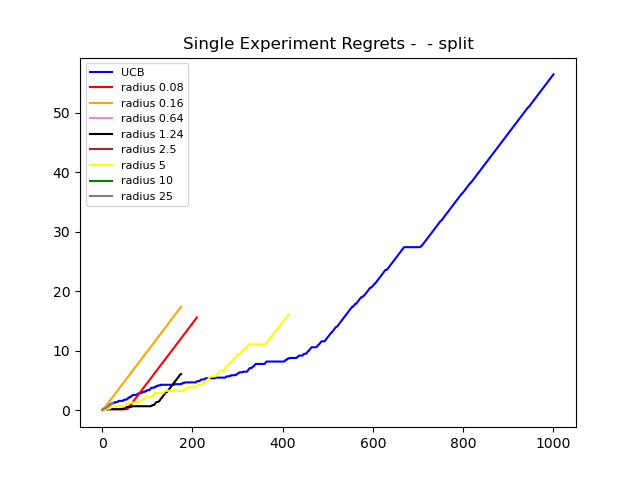 Single Experiment Regrets -  - split
UCB
radius 0.08
radius 0.16
radius 0.64
radius 1.24
radius 2.5
radius 5
radius 10
radius 25
50
40
30
20
10
0
0 200 400 600 800 1000